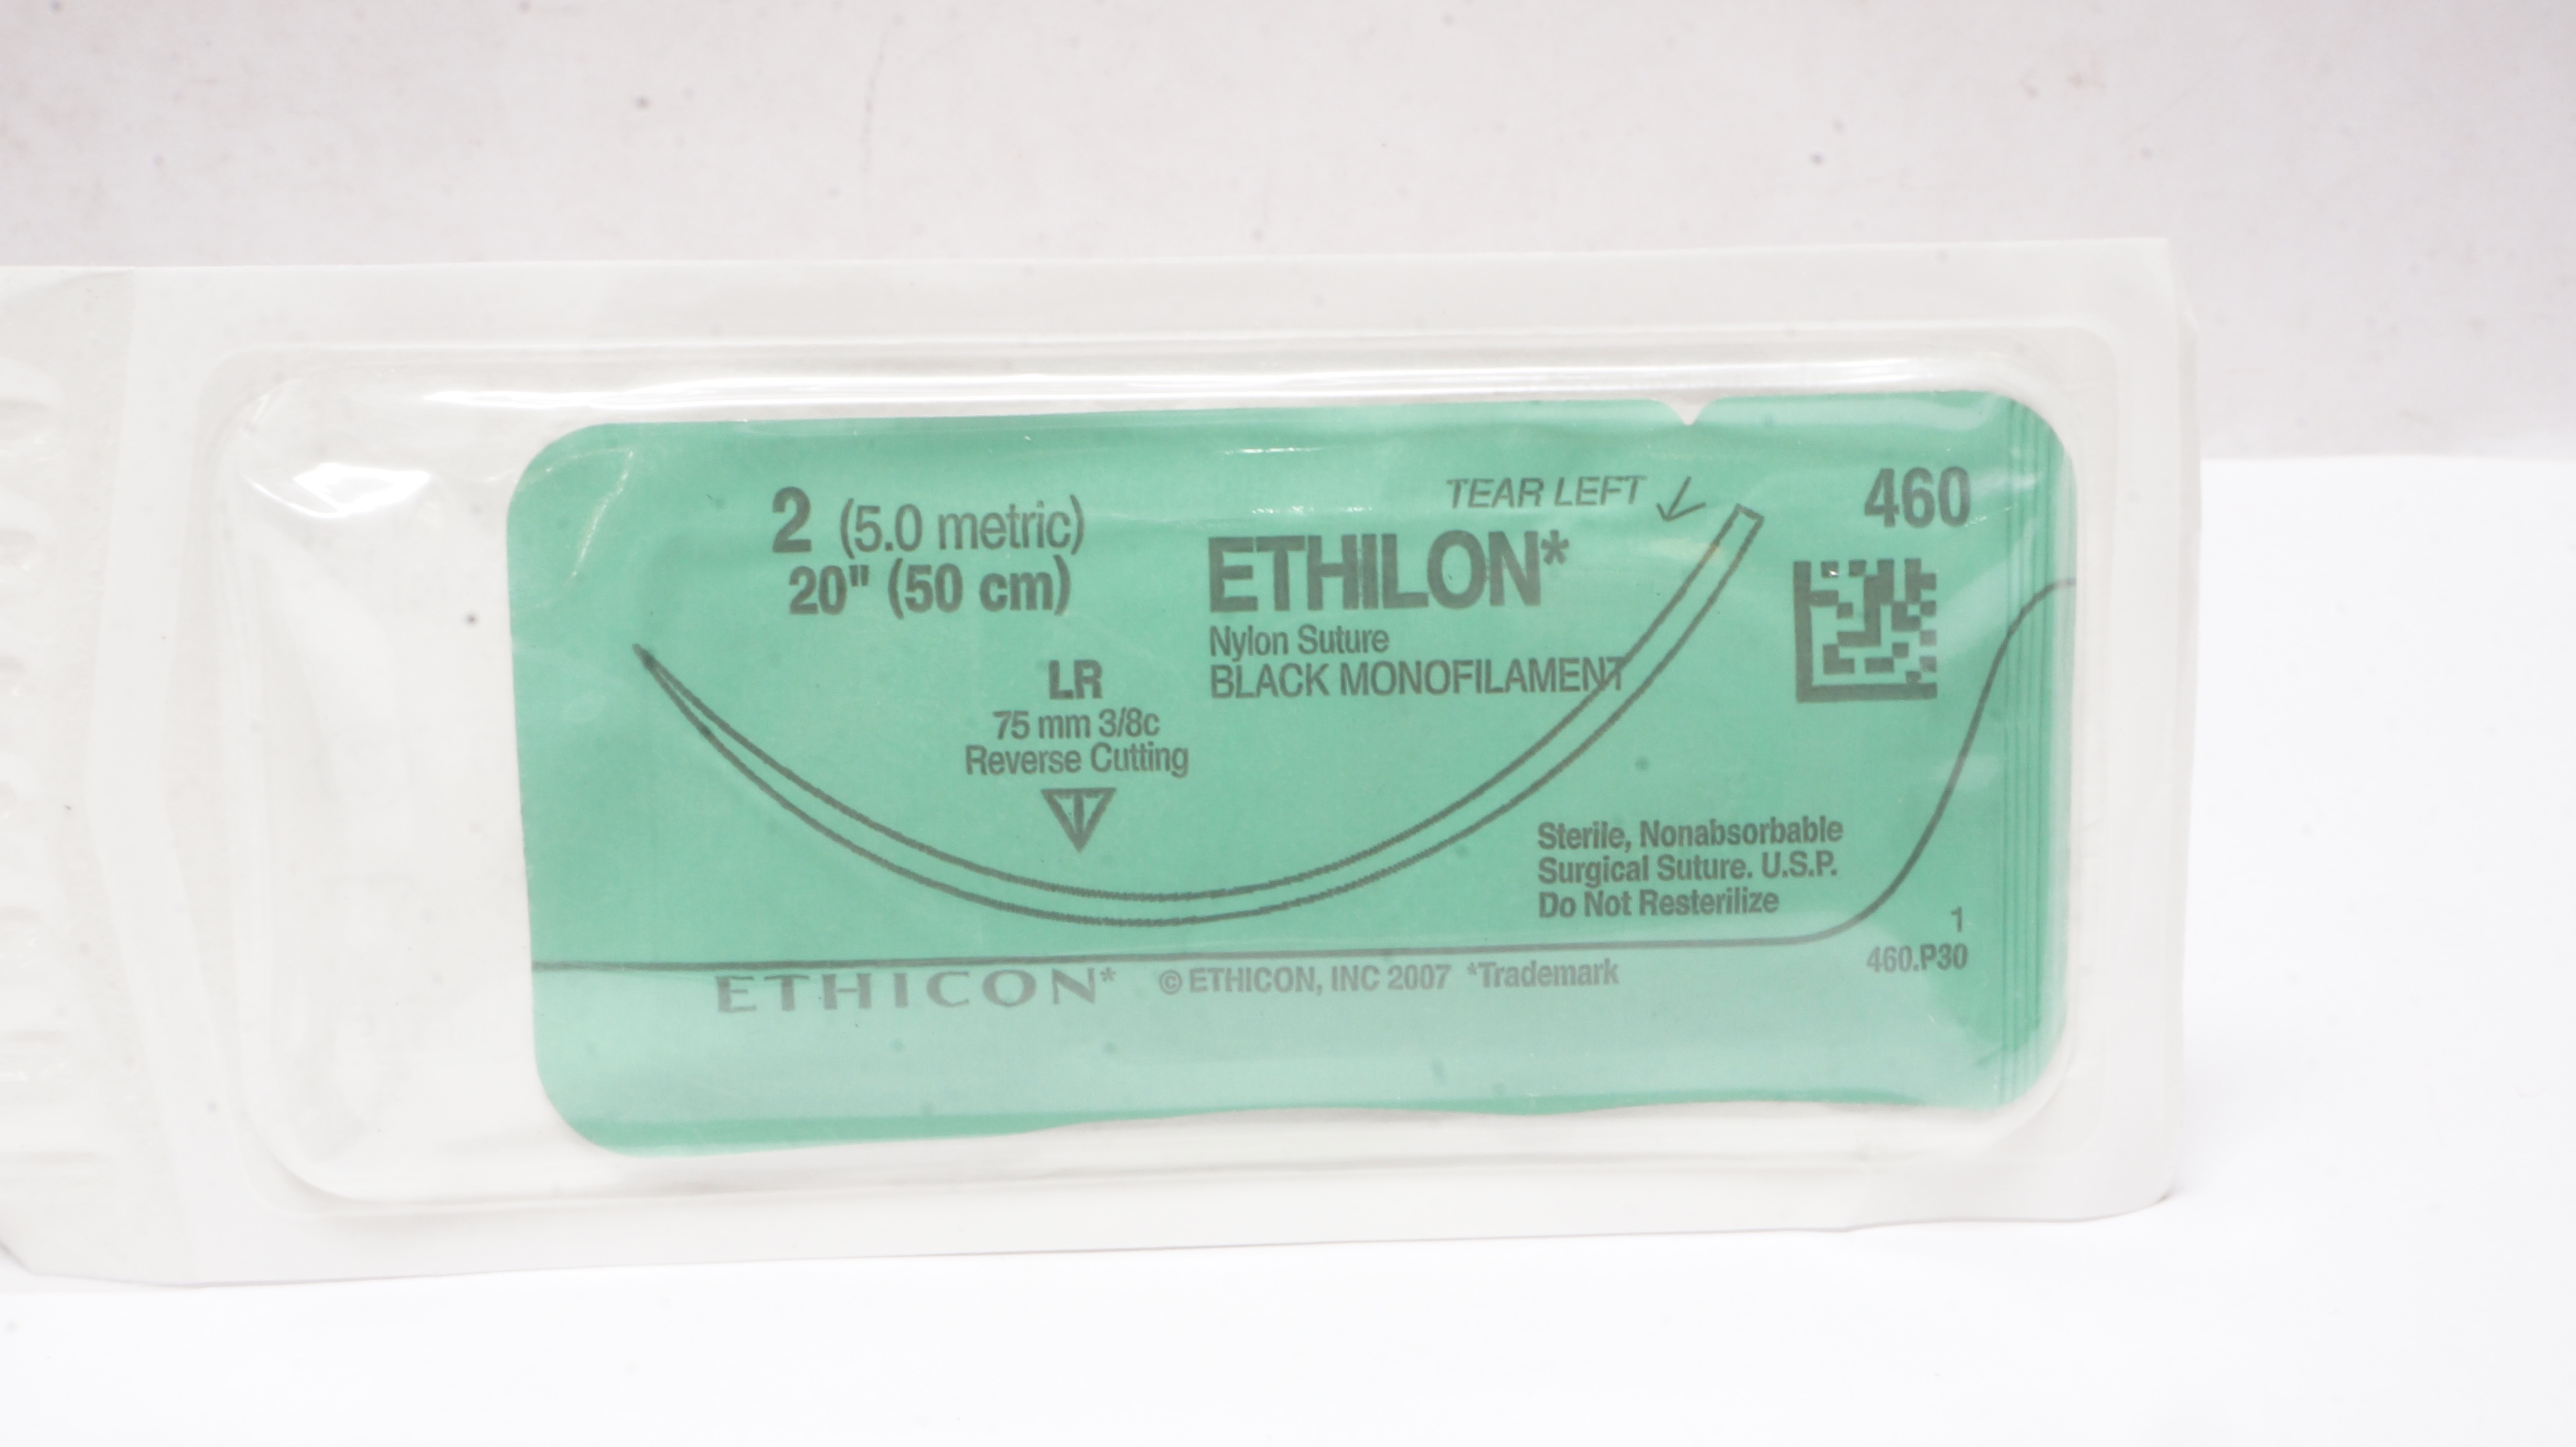 2 (5.0 metric)
20" (50 cm)
LR
75 mm 3/8c
Reverse Cutting
TEAR LEFT
ETHILON*
Nylon Suture
BLACK MONOFILAMENT
460
Sterile, Nonabsorbable
Surgical Suture. U.S.P.
Do Not Resterilize
1
460.P30
ETHICON* © ETHICON, INC 2007 *Trademark